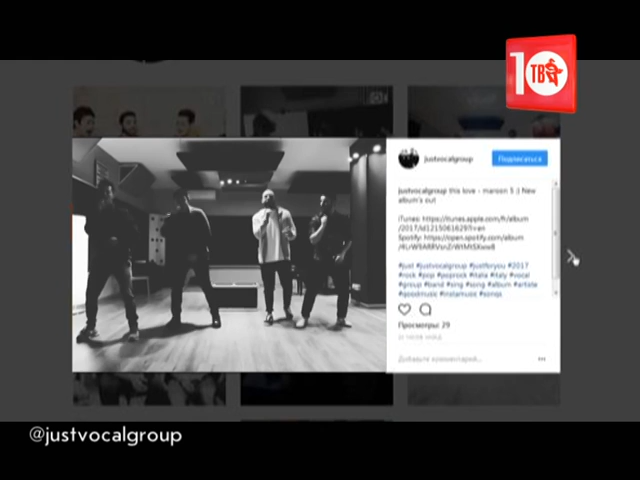 10
ТВ
justvocalgroup
Подписаться
justvocalgroup this love - maroon 5 :) New
album's out
iTunes: https://itunes.apple.com/fr/album
Spotify: https://open.spotify.com/album
#just #justvocalgroup #justforyou #2017
#rock #pop #poprock #italia #italy #vocal
#group #band #sing #song #album #artiste
#goodmusic #instamusic #songs
Просмотры: 29
Добавьте комментарий...
@justvocalgroup